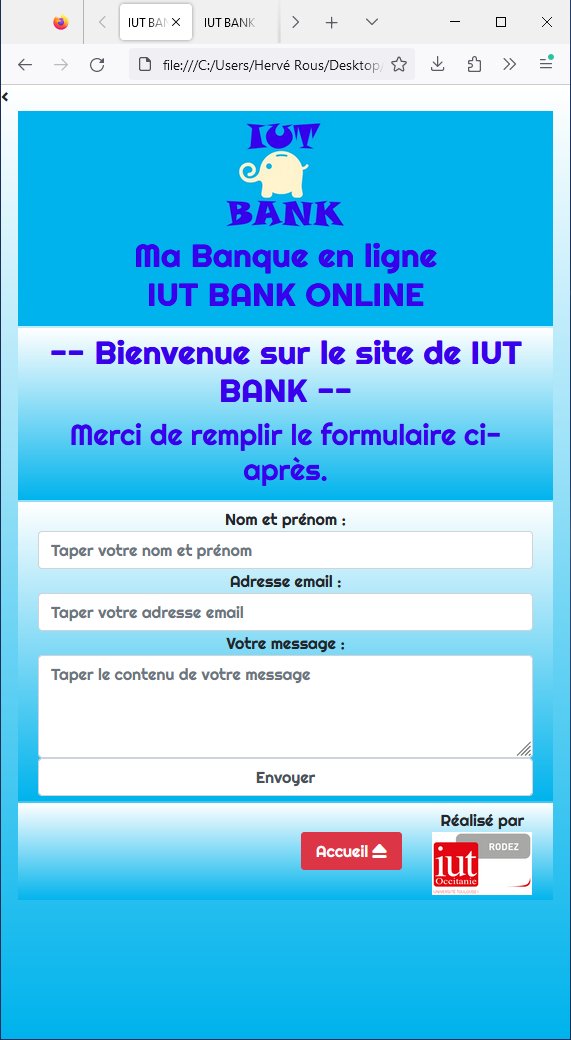 IUT BAN
IUT BANK
file:///C:/Users/Hervé Rous/Desktop/
IUT
BANK
Ma Banque en ligne
IUT BANK ONLINE
-- Bienvenue sur le site de IUT
BANK --
Merci de remplir le formulaire ci-
après.
Nom et prénom :
Taper votre nom et prénom
Adresse email :
Taper votre adresse email
Votre message :
Taper le contenu de votre message
Envoyer
Réalisé par
Accueil
RODEZ
iut
Occitanie